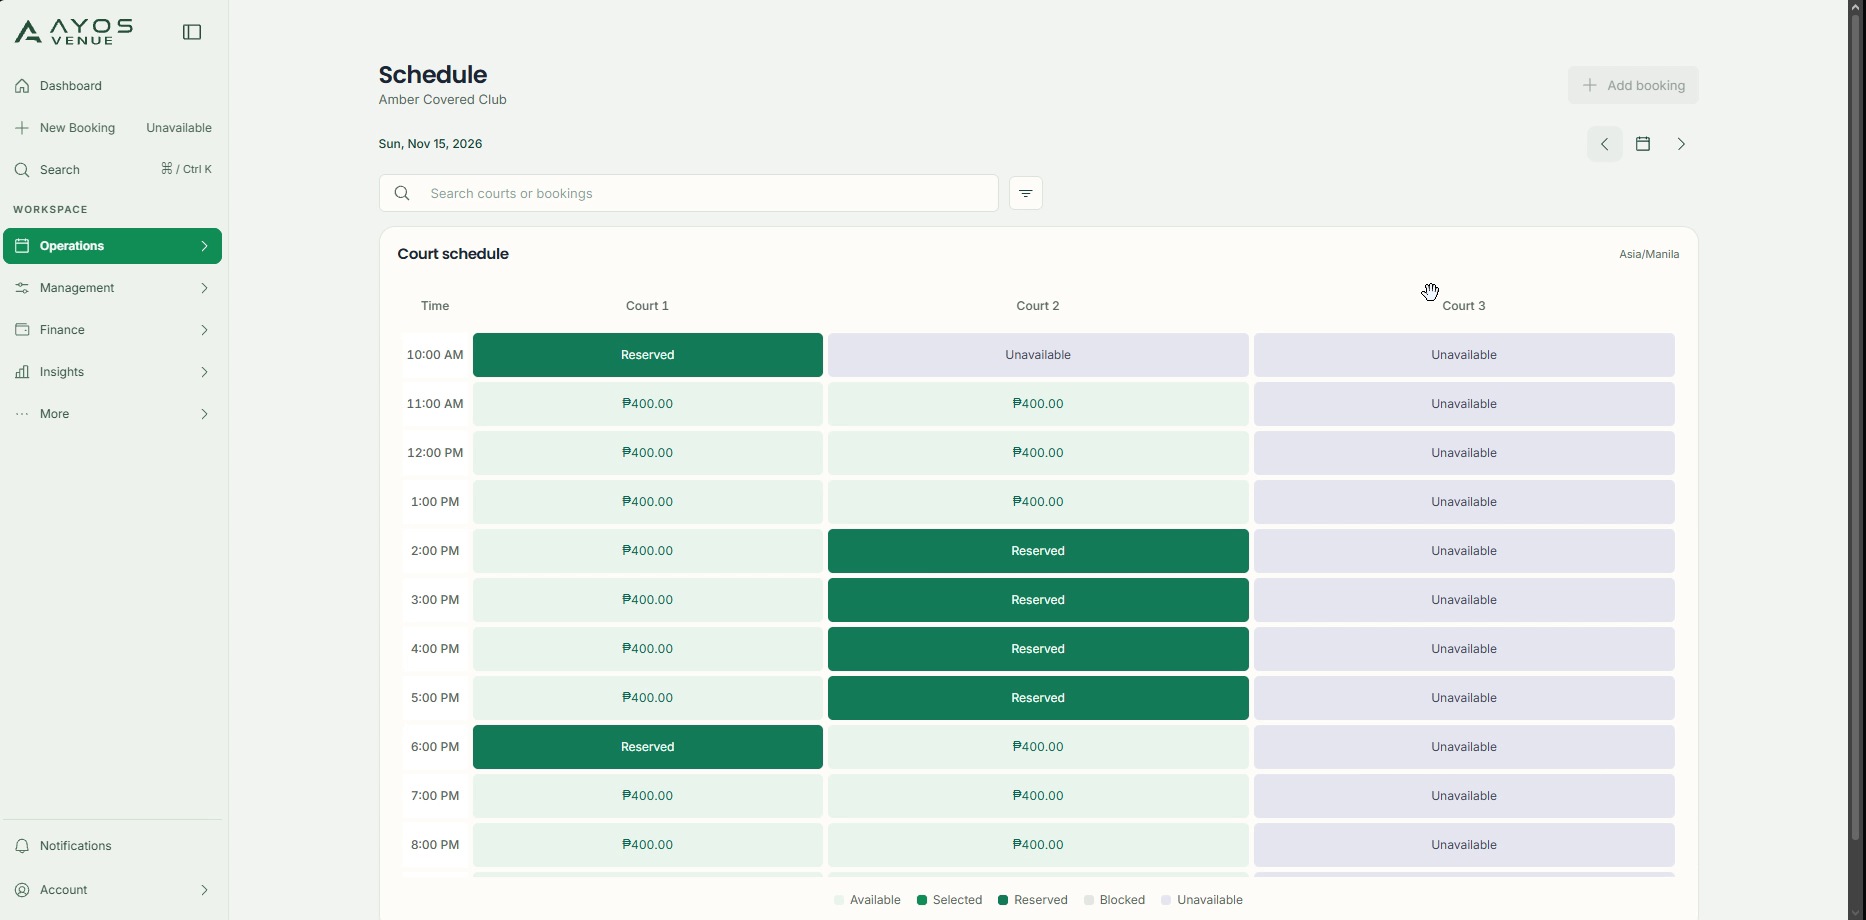 AYOS
VENUE
Dashboard
New Booking Unavailable
Search ⌘ / Ctrl K
WORKSPACE
Operations
Management
Finance
Insights
More
Notifications
Account
Schedule
Amber Covered Club
Add booking
Sun, Nov 15, 2026
Search courts or bookings
Court schedule
Asia/Manila
Time Court 1 Court 2 Court 3
10:00 AM Reserved Unavailable Unavailable
11:00 AM ₱400.00 ₱400.00 Unavailable
12:00 PM ₱400.00 ₱400.00 Unavailable
1:00 PM ₱400.00 ₱400.00 Unavailable
2:00 PM ₱400.00 Reserved Unavailable
3:00 PM ₱400.00 Reserved Unavailable
4:00 PM ₱400.00 Reserved Unavailable
5:00 PM ₱400.00 Reserved Unavailable
6:00 PM Reserved ₱400.00 Unavailable
7:00 PM ₱400.00 ₱400.00 Unavailable
8:00 PM ₱400.00 ₱400.00 Unavailable
Available Selected Reserved Blocked Unavailable